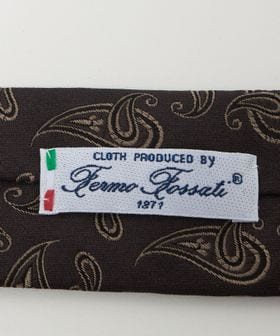 CLOTH PRODUCED BY
Fermo Fossati®
1871